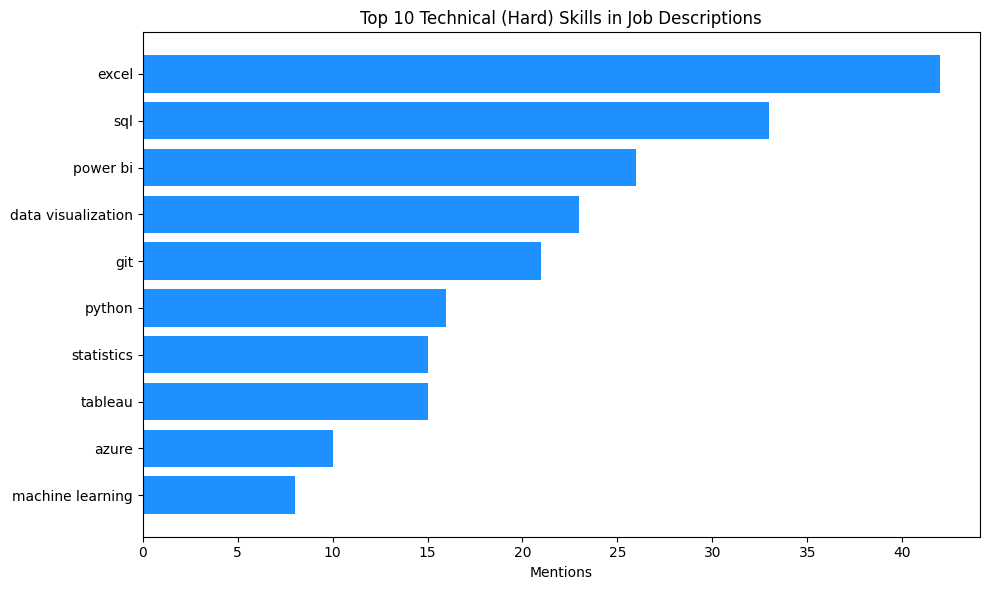 Top 10 Technical (Hard) Skills in Job Descriptions
excel
sql
power bi
data visualization
git
python
statistics
tableau
azure
machine learning
0 5 10 15 20 25 30 35 40
Mentions